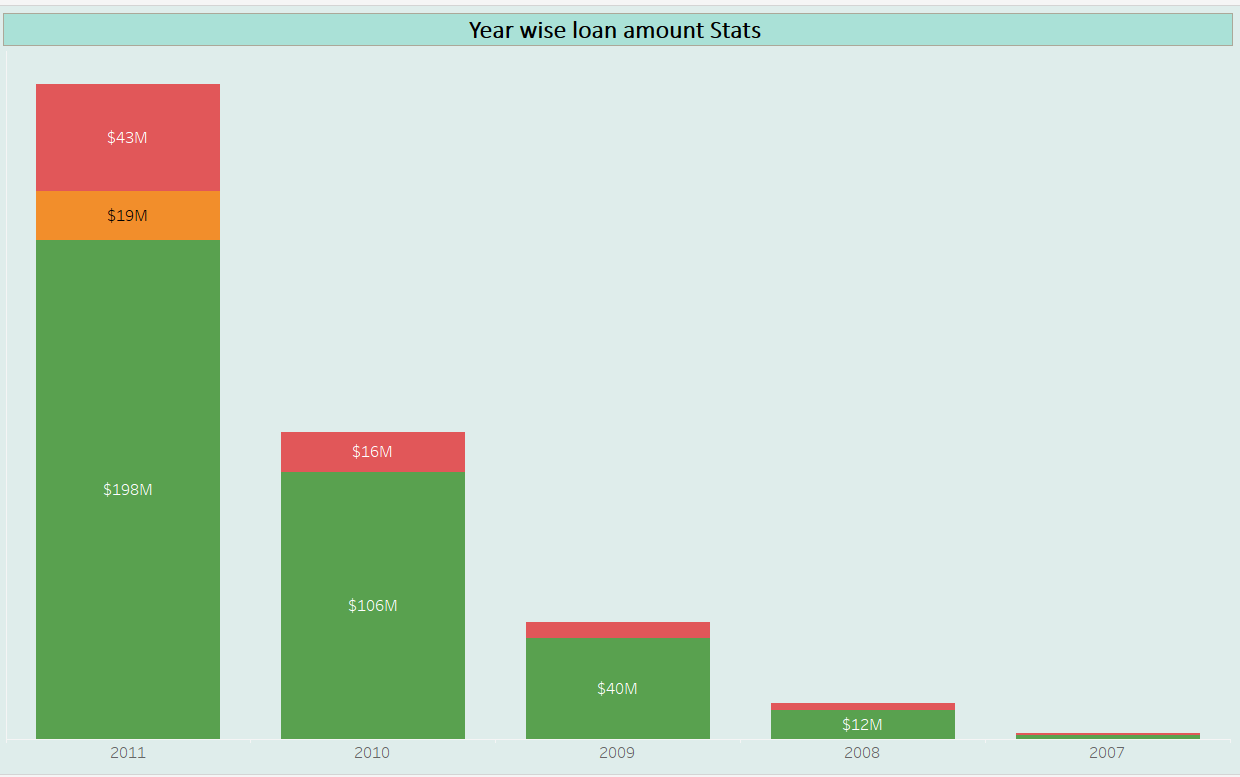 Year wise loan amount Stats
$43M
$19M
$198M
$16M
$106M
$40M
$12M
2011 2010 2009 2008 2007